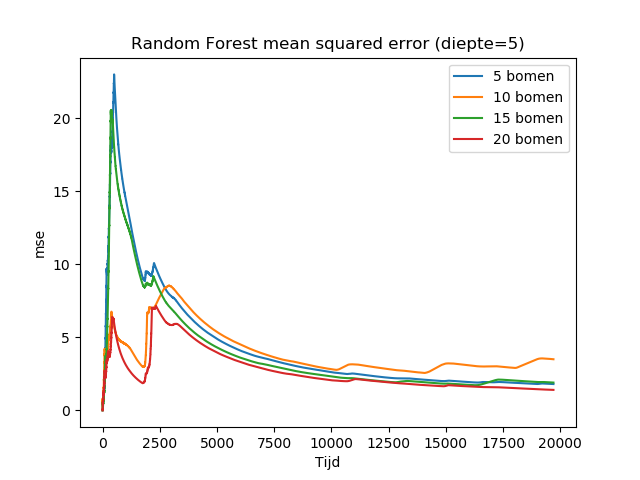 Random Forest mean squared error (diepte=5)
5 bomen
10 bomen
15 bomen
20 bomen
mse
20
15
10
5
0
0 2500 5000 7500 10000 12500 15000 17500 20000
Tijd